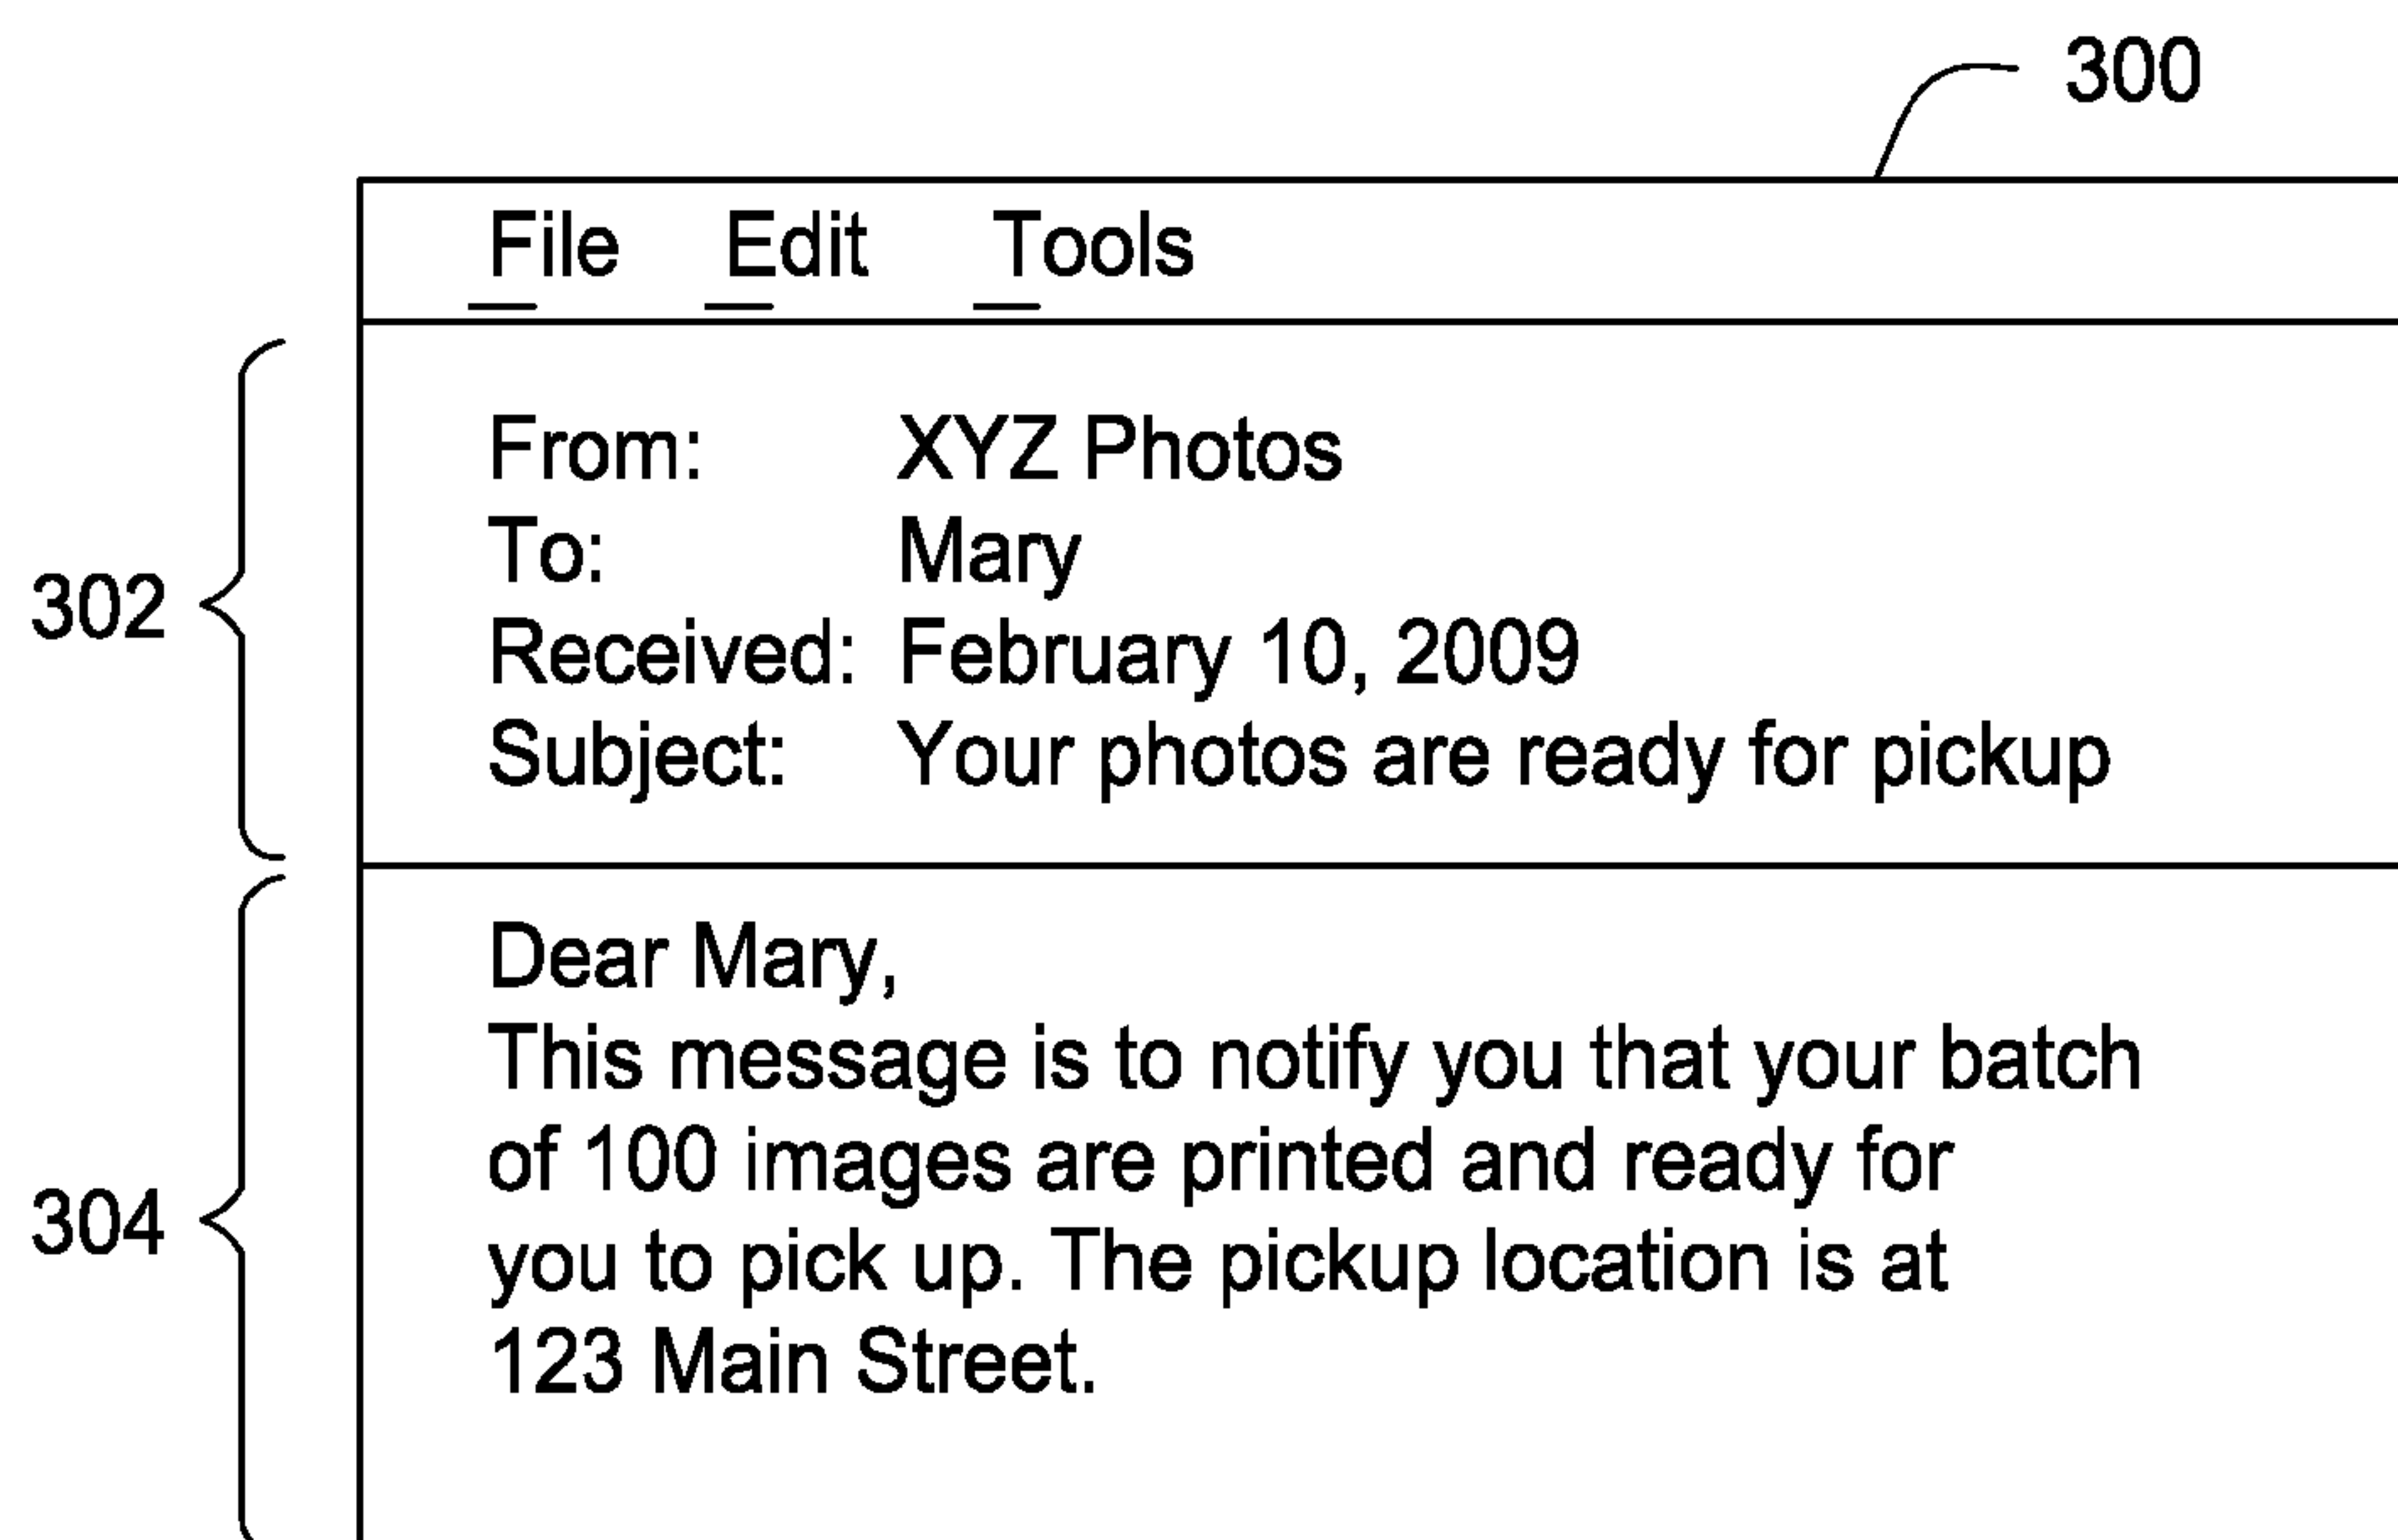 300
File Edit Tools
From: XYZ Photos
To: Mary
302
Received: February 10, 2009
Subject: Your photos are ready for pickup
Dear Mary,
This message is to notify you that your batch
of 100 images are printed and ready for
304
you to pick up. The pickup location is at
123 Main Street.